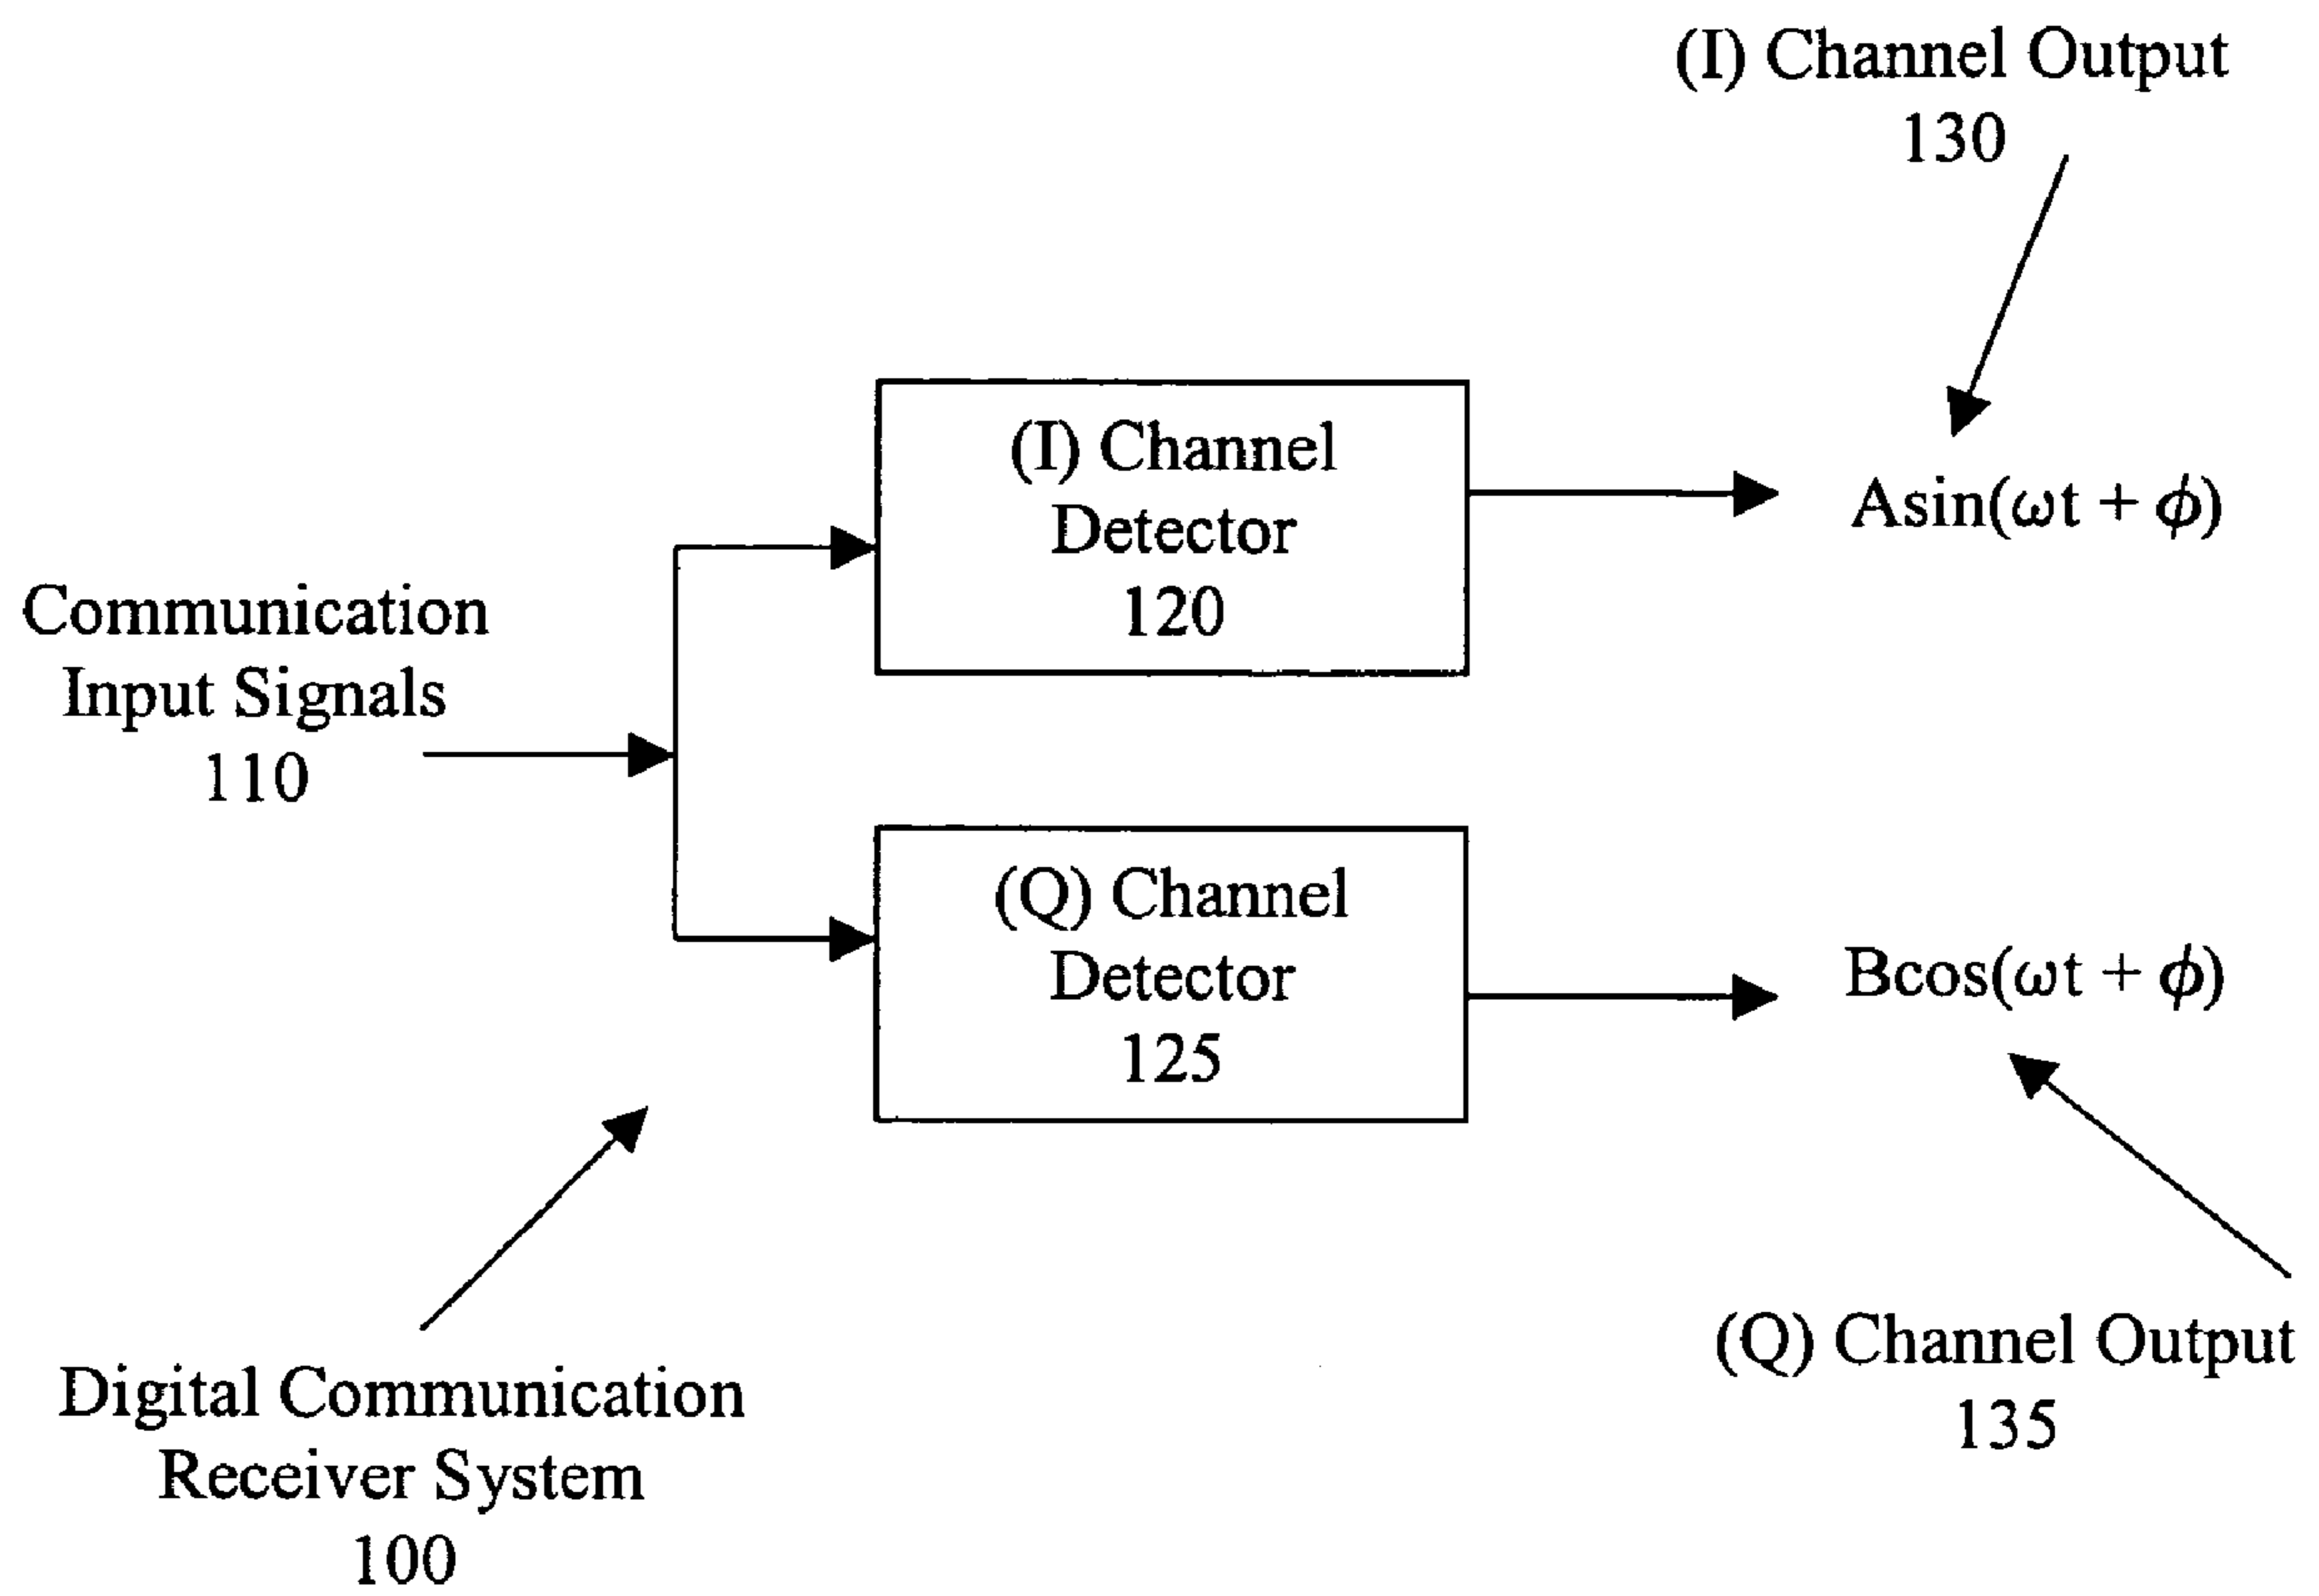 (I) Channel Output
130
(I) Channel
Detector
120
Asin(ωt + ϕ)
Communication
Input Signals
110
(Q) Channel
Detector
125
Bcos(ωt + ϕ)
(Q) Channel Output
135
Digital Communication
Receiver System
100